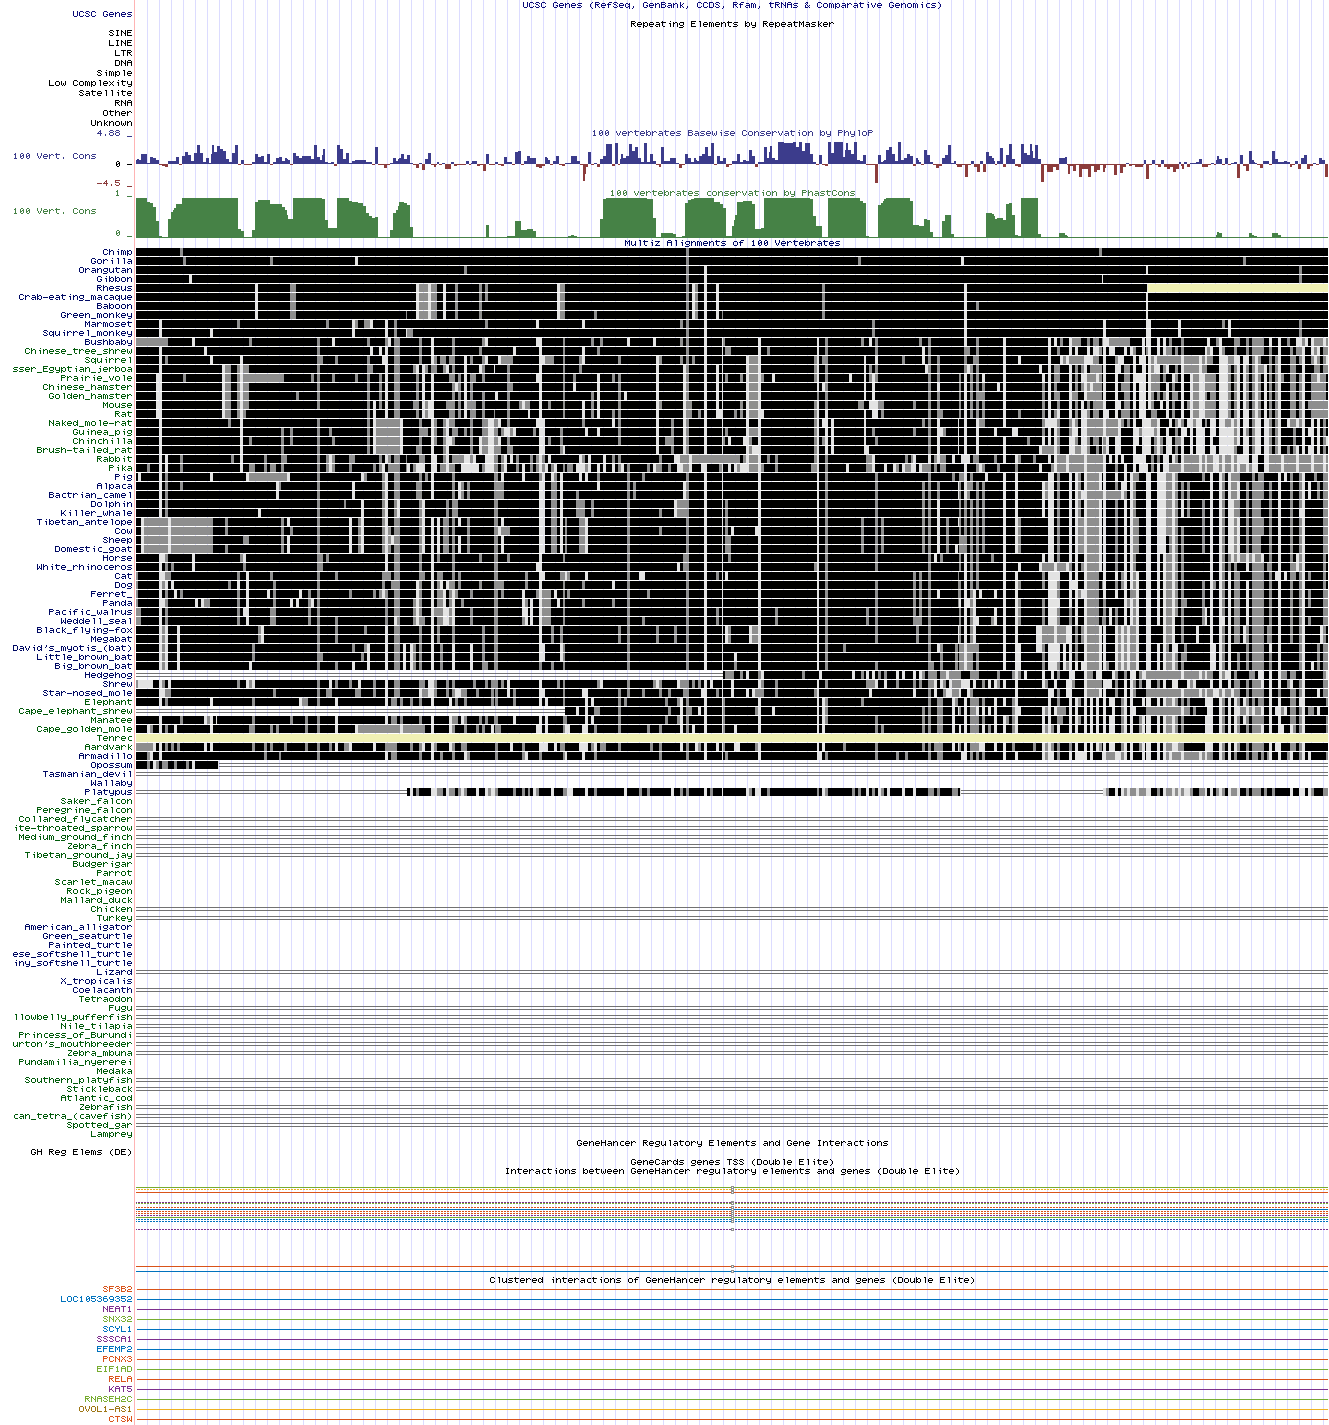 UCSC Genes (RefSeq, GenBank, CCDS, Rfam, tRNAs & Comparative Genomics)
UCSC Genes
Repeating Elements by RepeatMasker
SINE
LINE
LTR
DNA
Simple
Low Complexity
Satellite
RNA
Other
Unknown
4.88 _
100 vertebrates Basewise Conservation by PhyloP
100 Vert. Cons
0 _
-4.5 _
100 vertebrates conservation by PhastCons
1 _
100 Vert. Cons
0 _
Multiz Alignments of 100 Vertebrates
Chimp
Gorilla
Orangutan
Gibbon
Rhesus
Crab-eating_macaque
Baboon
Green_monkey
Marmoset
Squirrel_monkey
Bushbaby
Chinese_tree_shrew
Squirrel
sser_Egyptian_jerboa
Prairie_vole
Chinese_hamster
Golden_hamster
Mouse
Rat
Naked_mole-rat
Guinea_pig
Chinchilla
Brush-tailed_rat
Rabbit
Pika
Pig
Alpaca
Bactrian_camel
Dolphin
Killer_whale
Tibetan_antelope
Cow
Sheep
Domestic_goat
Horse
White_rhinoceros
Cat
Dog
Ferret_
Panda
Pacific_walrus
Weddell_seal
Black_flying-fox
Megabat
David's_myotis_(bat)
Little_brown_bat
Big_brown_bat
Hedgehog
Shrew
Star-nosed_mole
Elephant
Cape_elephant_shrew
Manatee
Cape_golden_mole
Tenrec
Aardvark
Armadillo
Opossum
Tasmanian_devil
Wallaby
Platypus
Saker_falcon
Peregrine_falcon
Collared_flycatcher
ite-throated_sparrow
Medium_ground_finch
Zebra_finch
Tibetan_ground_jay
Budgerigar
Parrot
Scarlet_macaw
Rock_pigeon
Mallard_duck
Chicken
Turkey
American_alligator
Green_seaturtle
Painted_turtle
ese_softshell_turtle
iny_softshell_turtle
Lizard
X_tropicalis
Coelacanth
Tetraodon
Fugu
llowbelly_pufferfish
Nile_tilapia
Princess_of_Burundi
urton's_mouthbreeder
Zebra_mbuna
Pundamilia_nyererei
Medaka
Southern_platyfish
Stickleback
Atlantic_cod
Zebrafish
can_tetra_(cavefish)
Spotted_gar
Lamprey
GeneHancer Regulatory Elements and Gene Interactions
GH Reg Elems (DE)
GeneCards genes TSS (Double Elite)
Interactions between GeneHancer regulatory elements and genes (Double Elite)
Clustered interactions of GeneHancer regulatory elements and genes (Double Elite)
SF3B2
LOC105369352
NEAT1
SNX32
SCYL1
SSSCA1
EFEMP2
PCNX3
EIF1AD
RELA
KAT5
RNASEH2C
OVOL1-AS1
CTSW